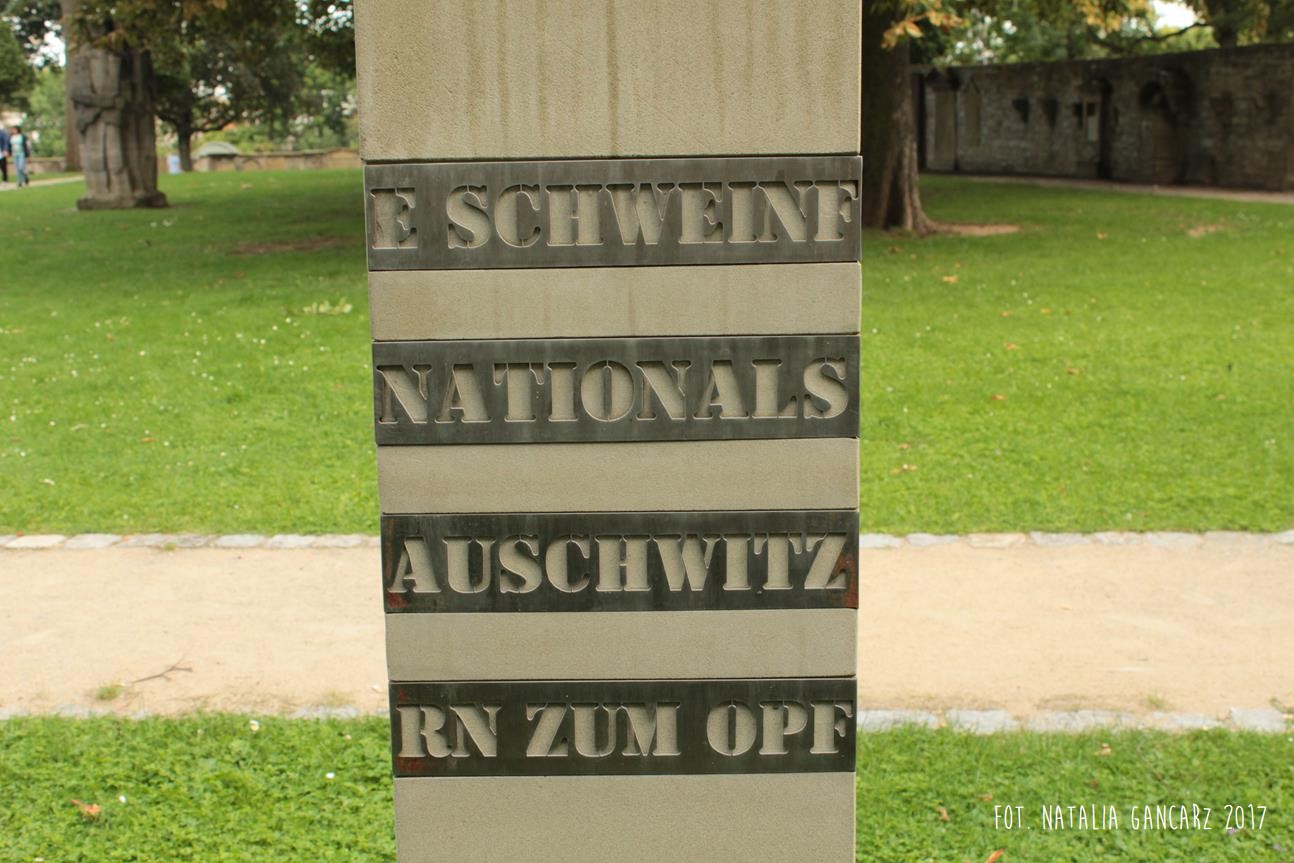 E SCHWEINF
NATIONALS
AUSCHWITZ
RN ZUM OPF
FOT. NATALIA GANCARZ 2017